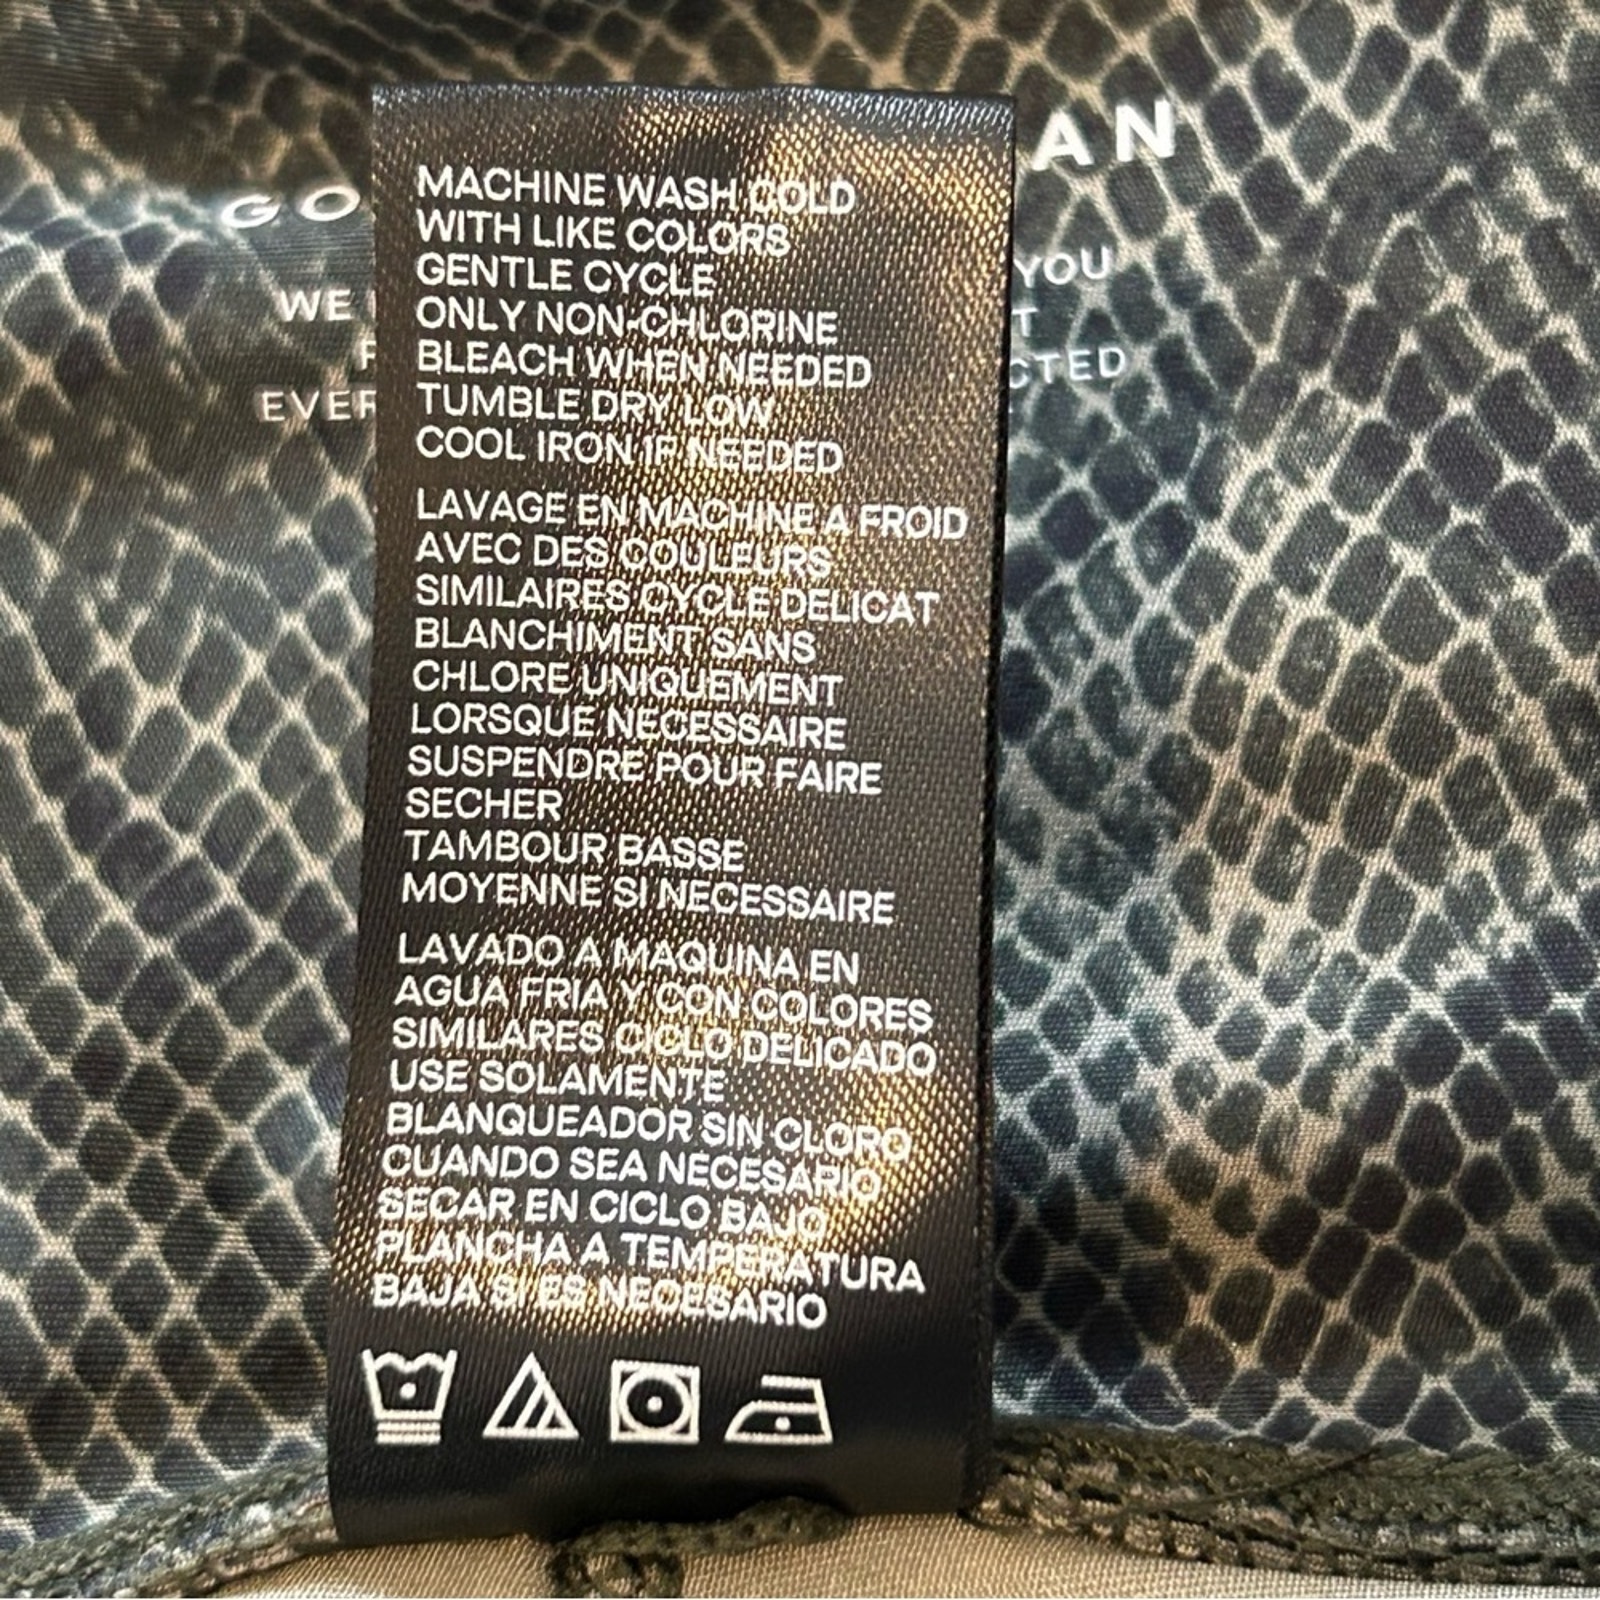 GO
AN
WE
YOU
T
CTED
EVER
MACHINE WASH COLD
WITH LIKE COLORS
GENTLE CYCLE
ONLY NON-CHLORINE
BLEACH WHEN NEEDED
TUMBLE DRY LOW
COOL IRON IF NEEDED
LAVAGE EN MACHINE A FROID
AVEC DES COULEURS
SIMILAIRES CYCLE DELICAT
BLANCHIMENT SANS
CHLORE UNIQUEMENT
LORSQUE NECESSAIRE
SUSPENDRE POUR FAIRE
SECHER
TAMBOUR BASSE
MOYENNE SI NECESSAIRE
LAVADO A MAQUINA EN
AGUA FRIA Y CON COLORES
SIMILARES CICLO DELICADO
USE SOLAMENTE
BLANQUEADOR SIN CLORO
CUANDO SEA NECESARIO
SECAR EN CICLO BAJO
PLANCHA A TEMPERATURA
BAJA SI ES NECESARIO